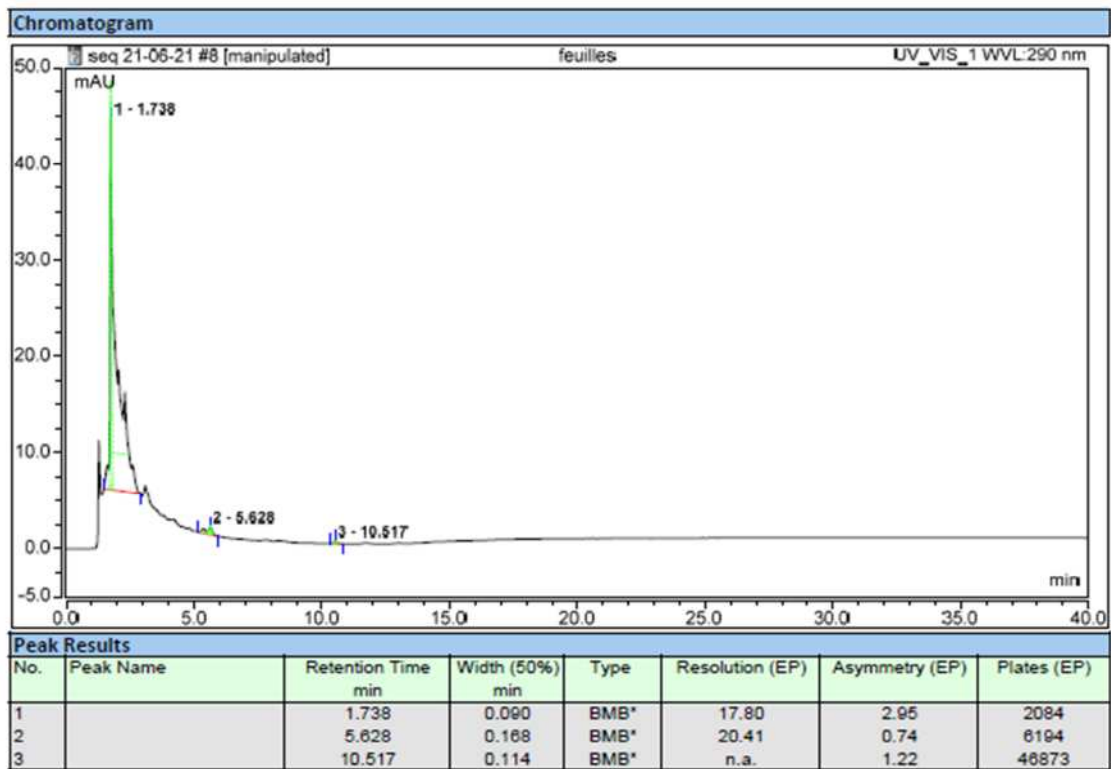 Chromatogram
seq 21-06-21 #8 [manipulated] feuilles UV_VIS_1 WVL:290 nm
50.0
mAU
1 - 1.738
40.0
30.0
20.0
10.0
2 - 5.628
3 - 10.517
0.0
min
-5.0
0.0 5.0 10.0 15.0 20.0 25.0 30.0 35.0 40.0
Peak Results
No. Peak Name Retention Time Width (50%) Type Resolution (EP) Asymmetry (EP) Plates (EP)
min min
1 1.738 0.090 BMB* 17.80 2.95 2084
2 5.628 0.168 BMB* 20.41 0.74 6194
3 10.517 0.114 BMB* n.a. 1.22 46873